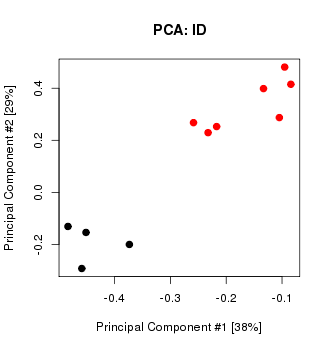 PCA: ID
Principal Component #2 [29%]
0.4
0.2
0.0
-0.2
-0.4 -0.3 -0.2 -0.1
Principal Component #1 [38%]